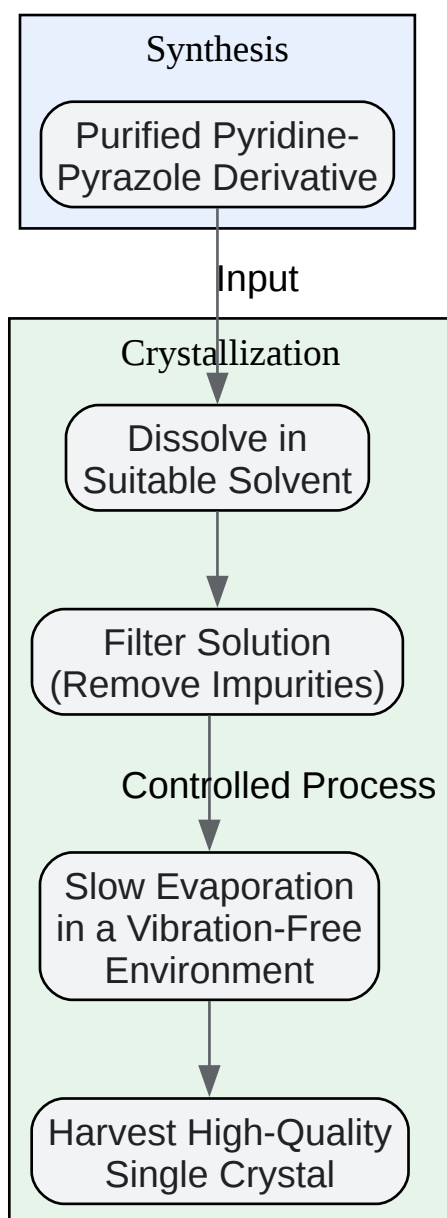 Synthesis
Purified Pyridine-
Pyrazole Derivative
Input
Crystallization
Dissolve in
Suitable Solvent
Filter Solution
(Remove Impurities)
Controlled Process
Slow Evaporation
in a Vibration-Free
Environment
Harvest High-Quality
Single Crystal